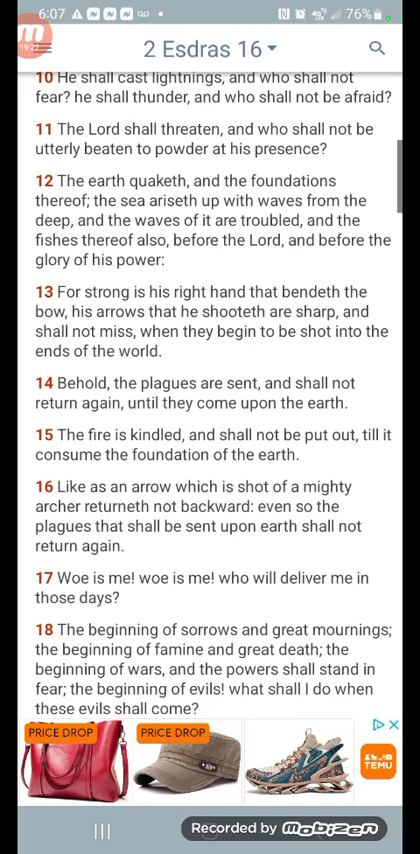 6:07
76%
19:22
2 Esdras 16
10 He shall cast lightnings, and who shall not
fear? he shall thunder, and who shall not be afraid?
11 The Lord shall threaten, and who shall not be
utterly beaten to powder at his presence?
12 The earth quaketh, and the foundations
thereof; the sea ariseth up with waves from the
deep, and the waves of it are troubled, and the
fishes thereof also, before the Lord, and before the
glory of his power:
13 For strong is his right hand that bendeth the
bow, his arrows that he shooteth are sharp, and
shall not miss, when they begin to be shot into the
ends of the world.
14 Behold, the plagues are sent, and shall not
return again, until they come upon the earth.
15 The fire is kindled, and shall not be put out, till it
consume the foundation of the earth.
16 Like as an arrow which is shot of a mighty
archer returneth not backward: even so the
plagues that shall be sent upon earth shall not
return again.
17 Woe is me! woe is me! who will deliver me in
those days?
18 The beginning of sorrows and great mournings;
the beginning of famine and great death; the
beginning of wars, and the powers shall stand in
fear; the beginning of evils! what shall I do when
these evils shall come?
PRICE DROP
PRICE DROP
TEMU
Recorded by mobizen